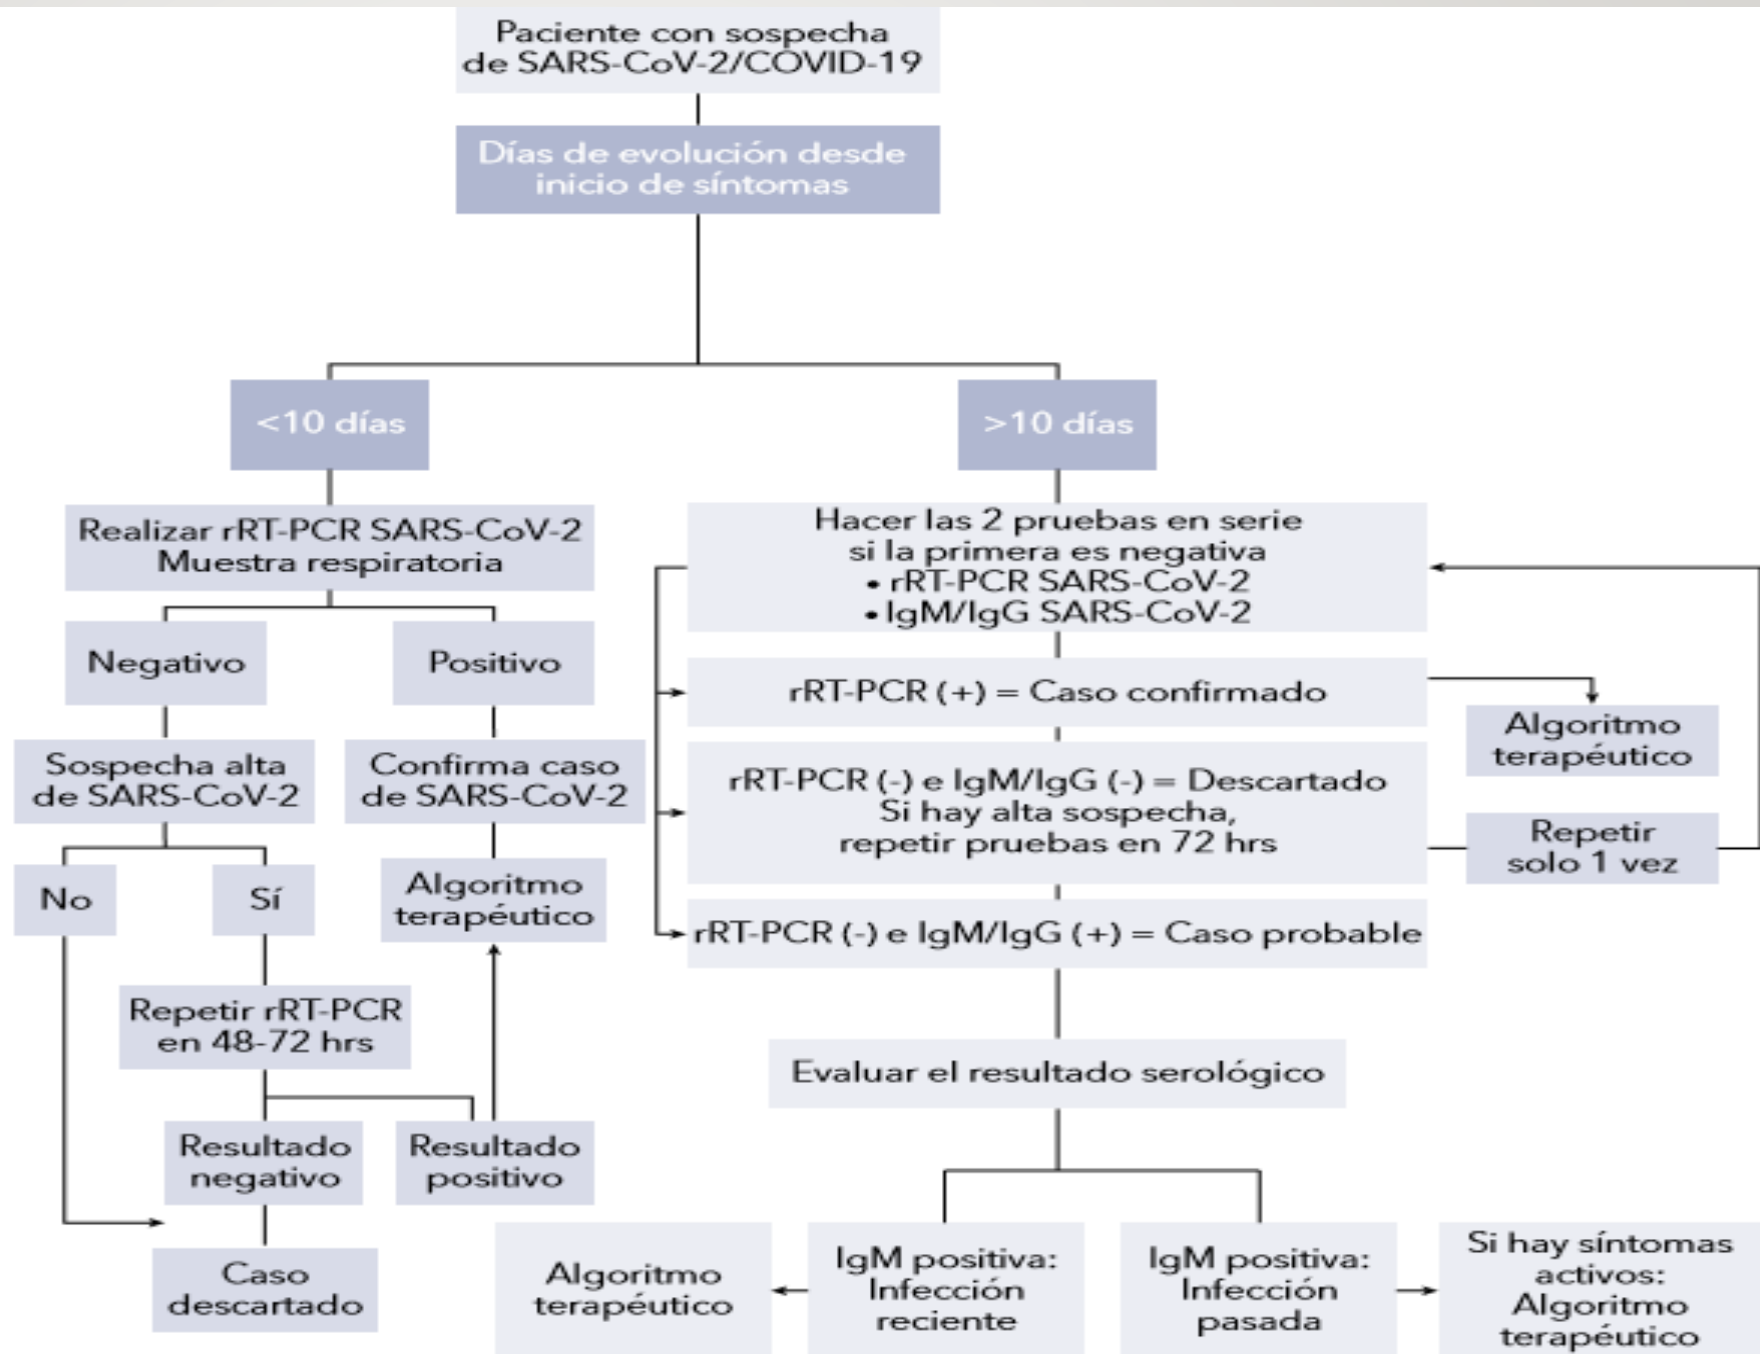 Paciente con sospecha
de SARS-CoV-2/COVID-19
Días de evolución desde
inicio de síntomas
<10 días
Realizar rRT-PCR SARS-CoV-2
Muestra respiratoria
Negativo
Positivo
Sospecha alta
de SARS-CoV-2
Confirma caso
de SARS-CoV-2
No
Sí
Algoritmo
terapéutico
Repetir rRT-PCR
en 48-72 hrs
Resultado
negativo
Resultado
positivo
Caso
descartado
>10 días
Hacer las 2 pruebas en serie
si la primera es negativa
• rRT-PCR SARS-CoV-2
• IgM/IgG SARS-CoV-2
rRT-PCR (+) = Caso confirmado
Algoritmo
terapéutico
rRT-PCR (-) e IgM/IgG (-) = Descartado
Si hay alta sospecha,
repetir pruebas en 72 hrs
Repetir
solo 1 vez
rRT-PCR (-) e IgM/IgG (+) = Caso probable
Evaluar el resultado serológico
Algoritmo
terapéutico
IgM positiva:
Infección
reciente
IgM positiva:
Infección
pasada
Si hay síntomas
activos:
Algoritmo
terapéutico